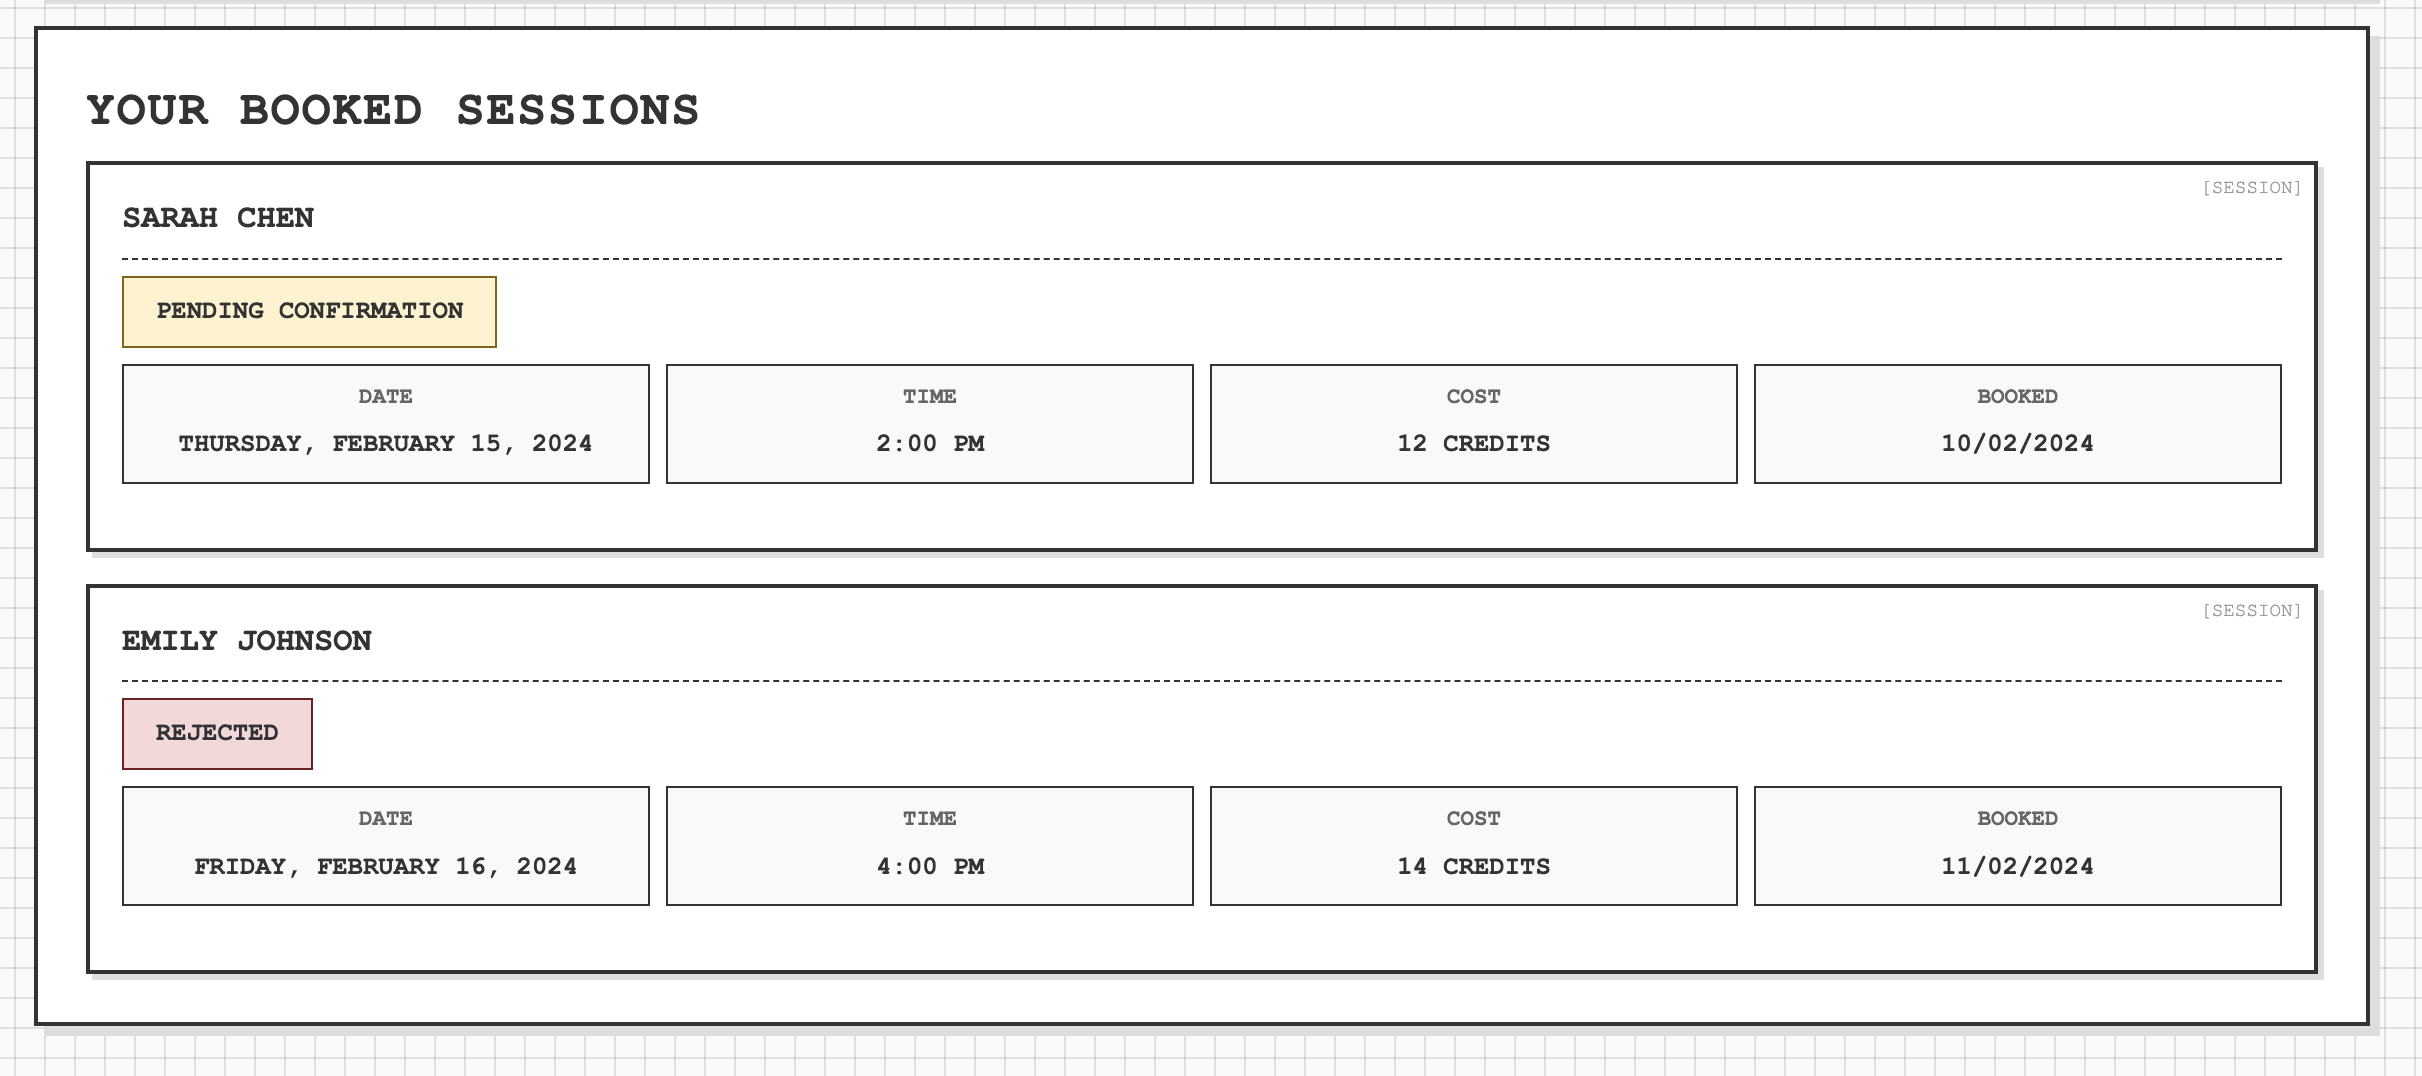 YOUR BOOKED SESSIONS
[SESSION]
SARAH CHEN
PENDING CONFIRMATION
DATE TIME COST BOOKED
THURSDAY, FEBRUARY 15, 2024 2:00 PM 12 CREDITS 10/02/2024
[SESSION]
EMILY JOHNSON
REJECTED
DATE TIME COST BOOKED
FRIDAY, FEBRUARY 16, 2024 4:00 PM 14 CREDITS 11/02/2024